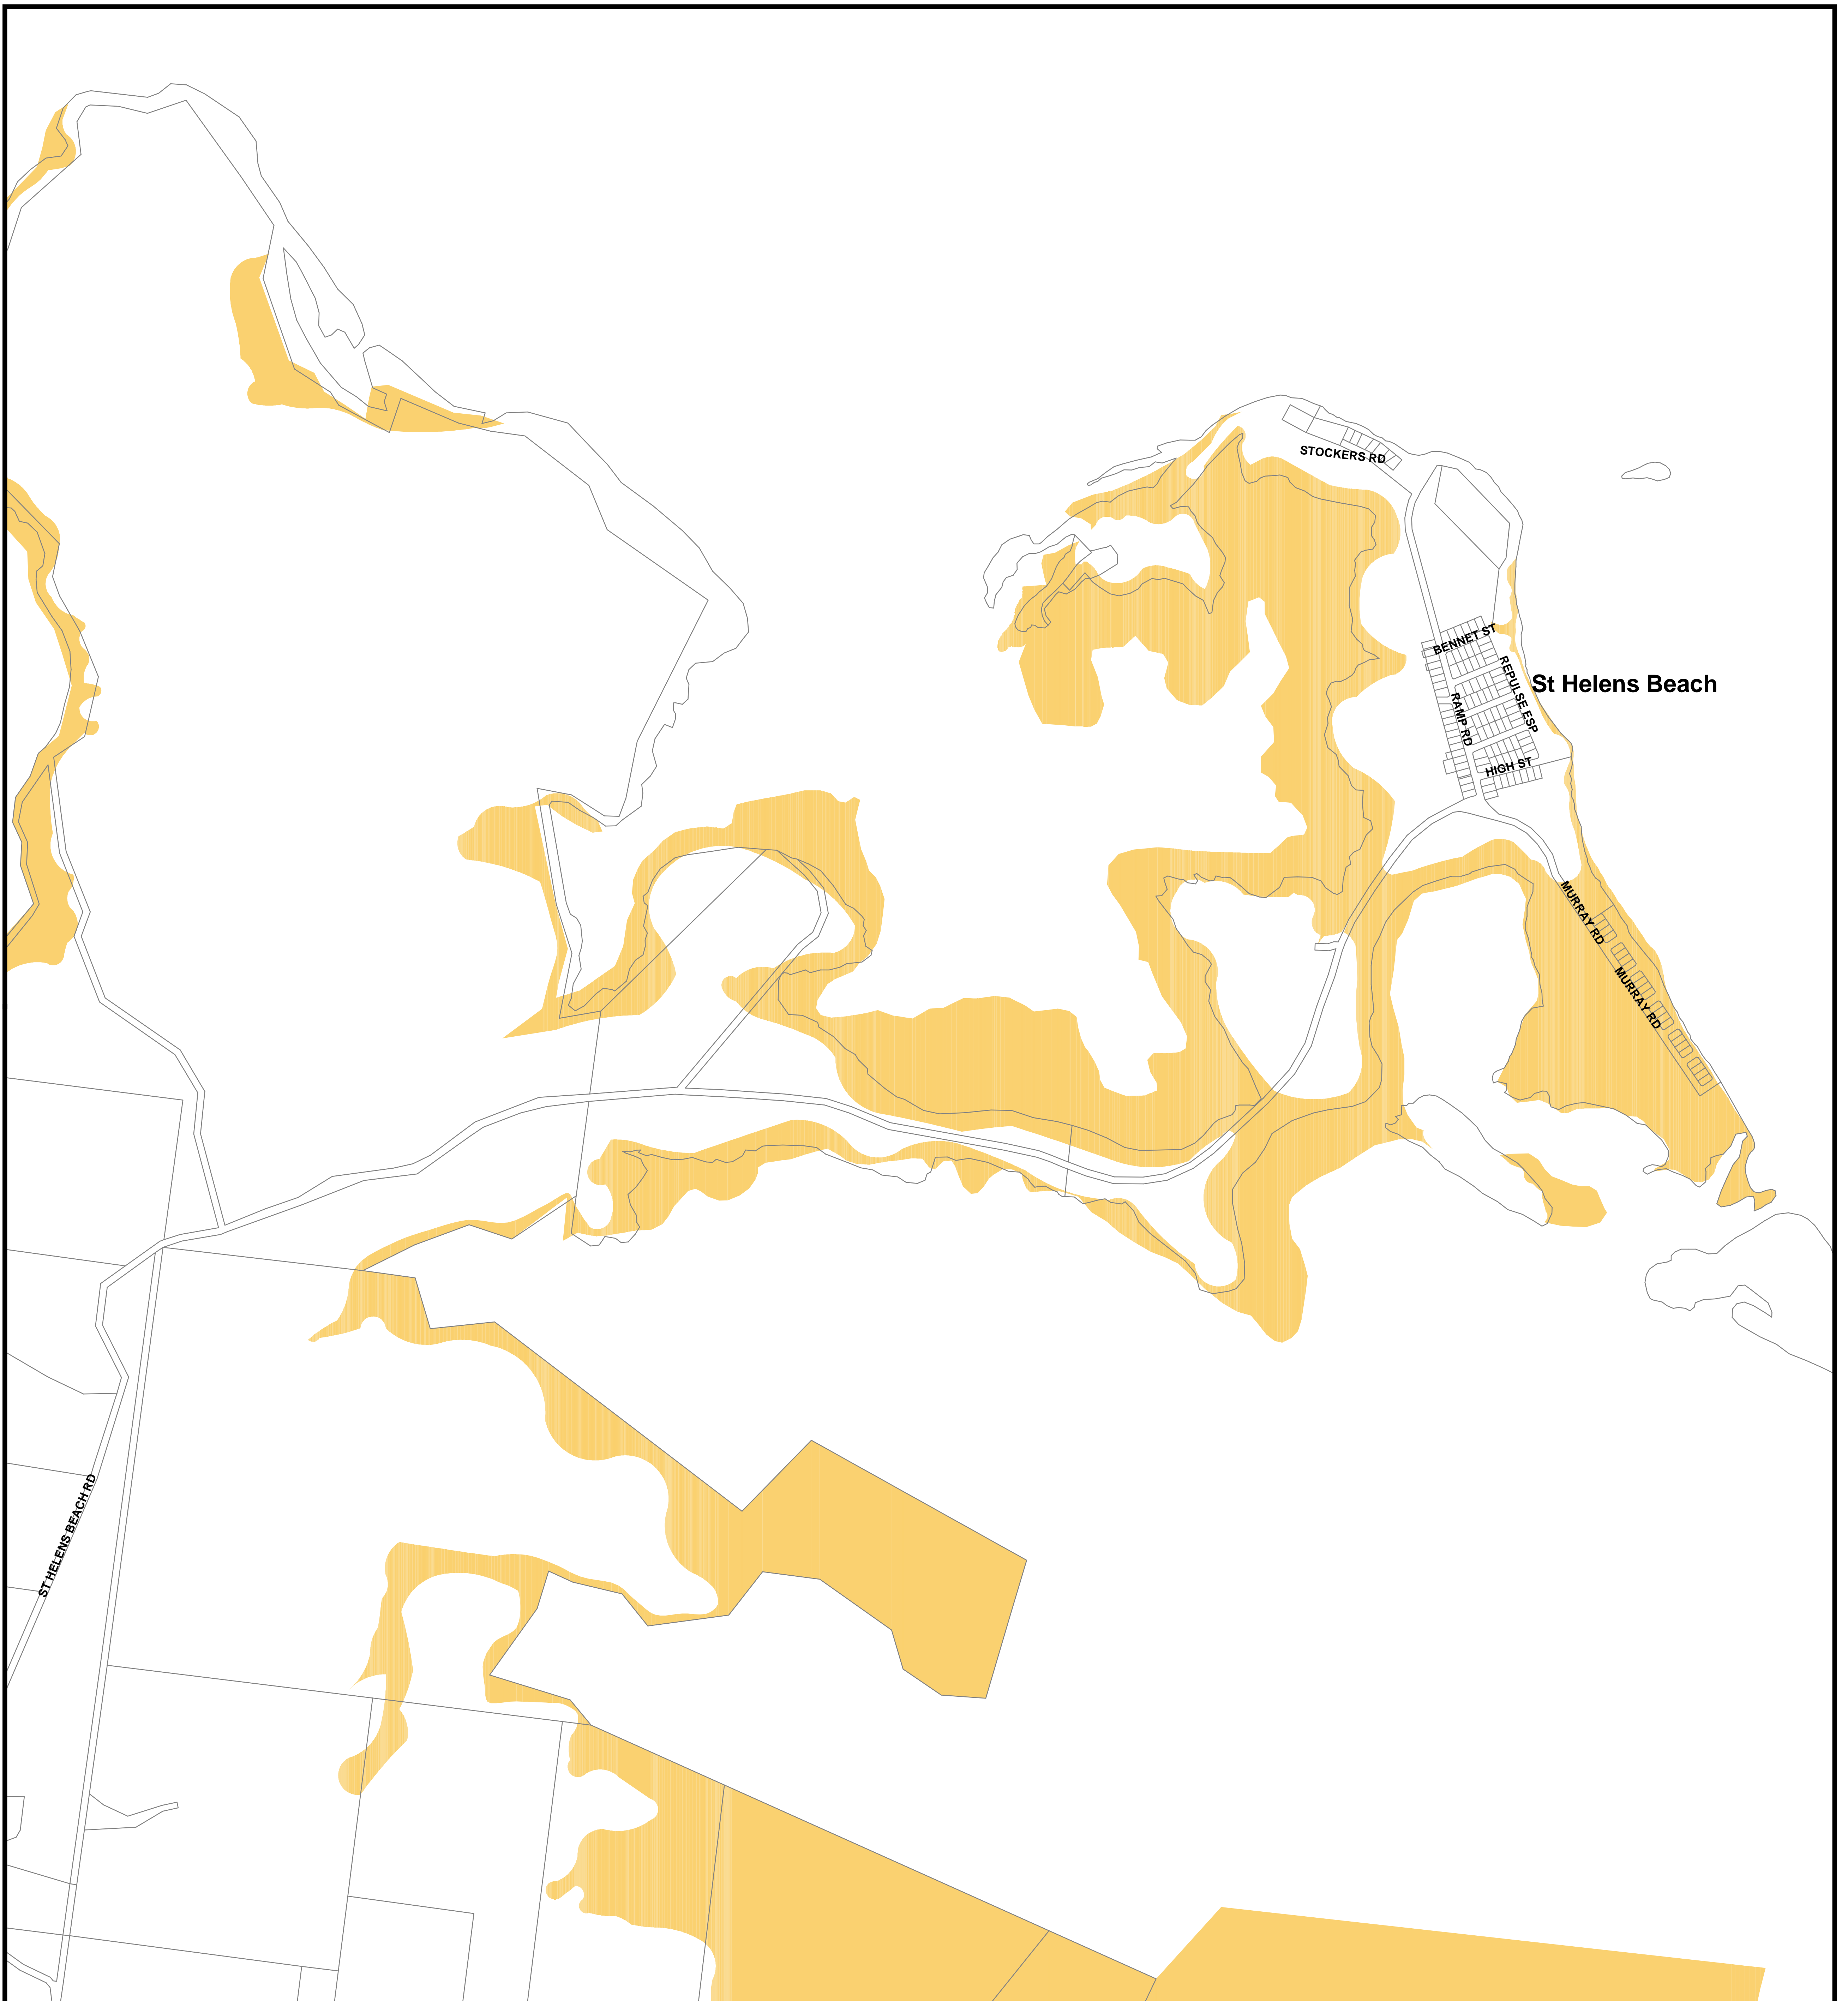 STOCKERS RD
BENNET ST
REPULSE ESP
St Helens Beach
RAMP RD
HIGH ST
MURRAY RD
MURRAY RD
ST HELENS BEACH RD